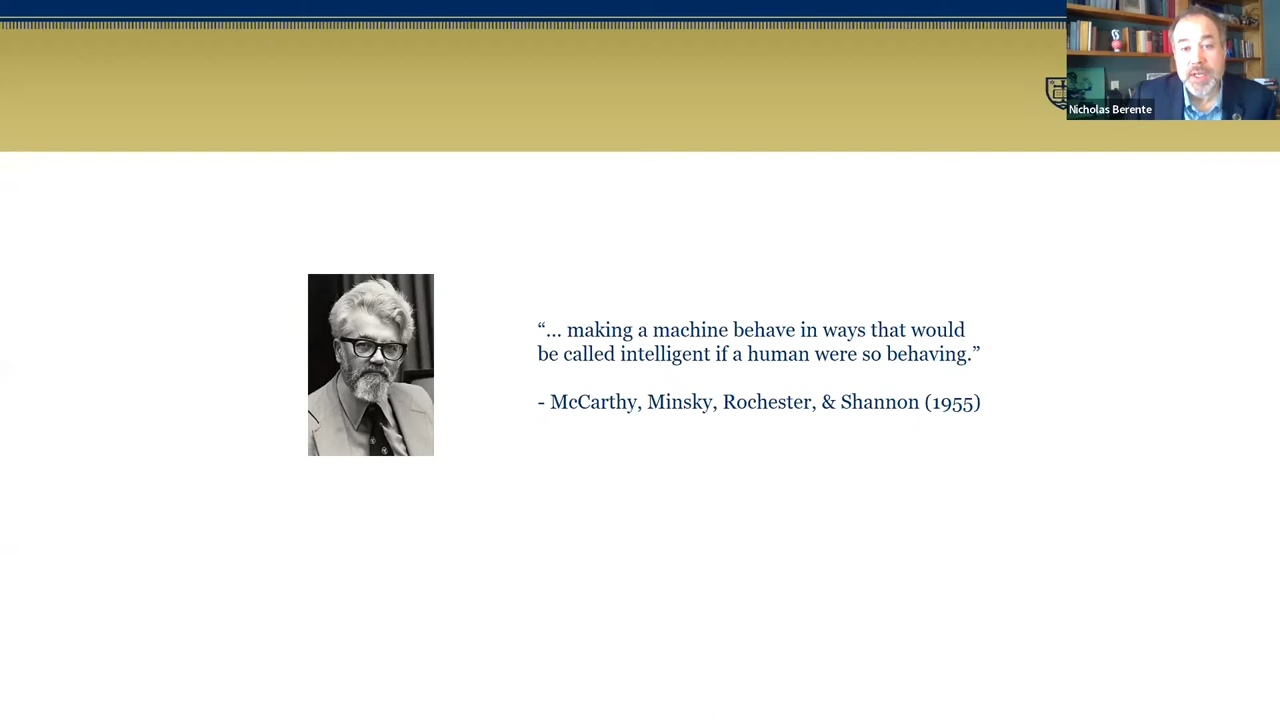 Nicholas Berente
“... making a machine behave in ways that would
be called intelligent if a human were so behaving.”
- McCarthy, Minsky, Rochester, & Shannon (1955)